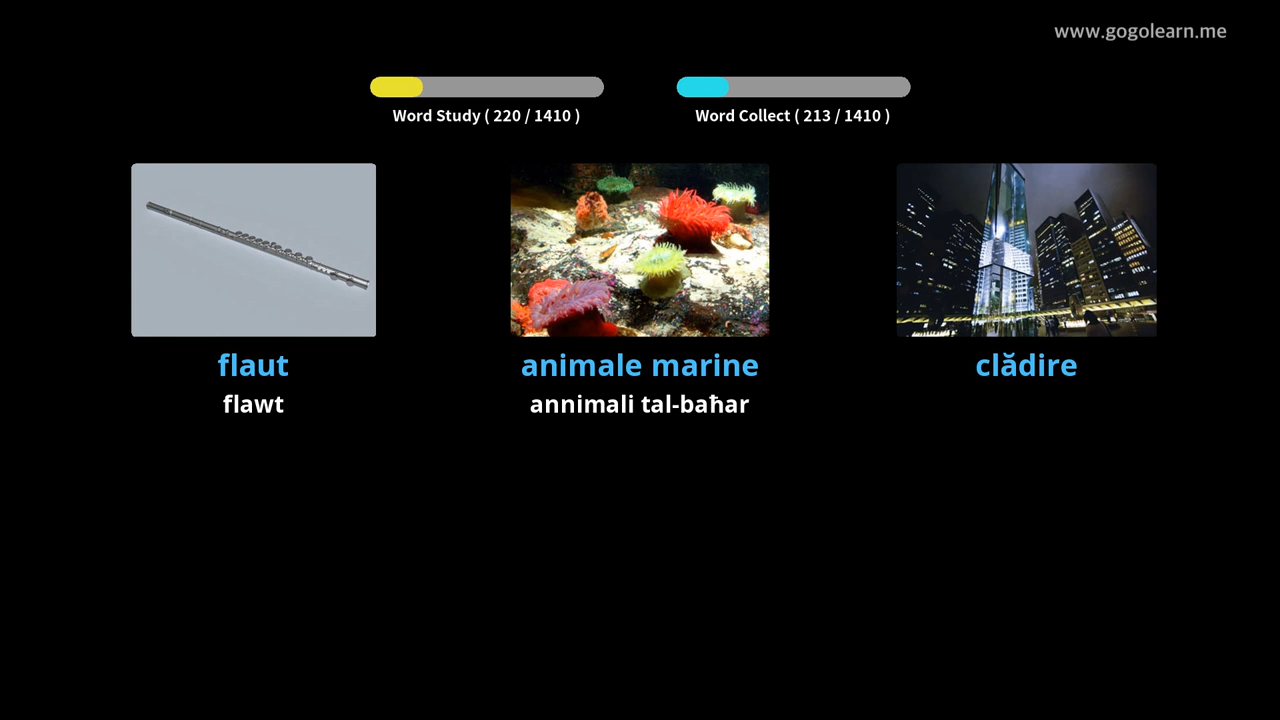 www.gogolearn.me
Word Study ( 220 / 1410 )
Word Collect ( 213 / 1410 )
flaut
animale marine
clădire
flawt
annimali tal-baħar